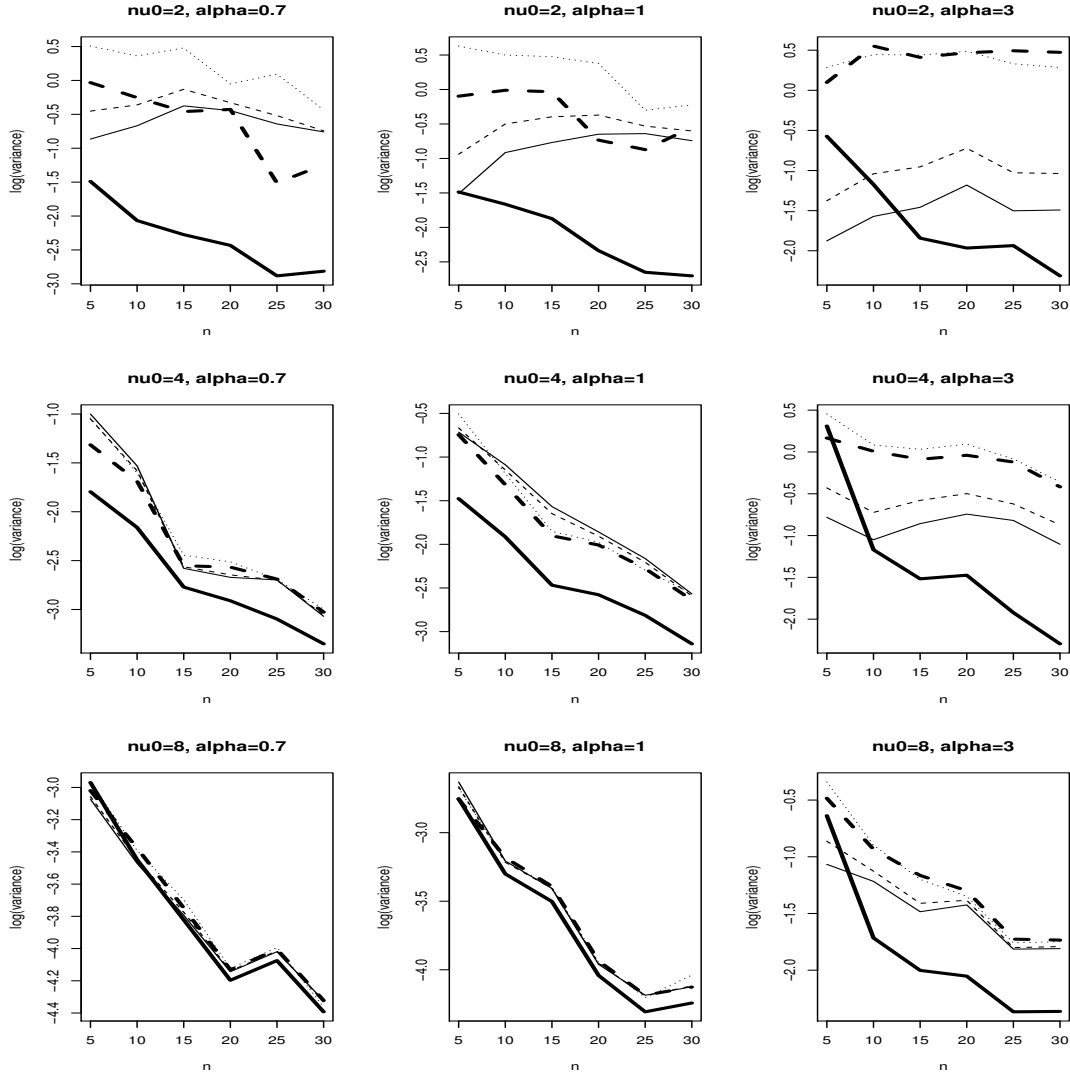 nu0=2, alpha=0.7
log(variance)
0.5
0.0
−0.5
−1.0
−1.5
−2.0
−2.5
−3.0
5 10 15 20 25 30
n
nu0=2, alpha=1
log(variance)
0.5
0.0
−0.5
−1.0
−1.5
−2.0
−2.5
5 10 15 20 25 30
n
nu0=2, alpha=3
log(variance)
0.5
0.0
−0.5
−1.0
−1.5
−2.0
5 10 15 20 25 30
n
nu0=4, alpha=0.7
log(variance)
−1.0
−1.5
−2.0
−2.5
−3.0
5 10 15 20 25 30
n
nu0=4, alpha=1
log(variance)
−0.5
−1.0
−1.5
−2.0
−2.5
−3.0
5 10 15 20 25 30
n
nu0=4, alpha=3
log(variance)
0.5
0.0
−0.5
−1.0
−1.5
−2.0
5 10 15 20 25 30
n
nu0=8, alpha=0.7
log(variance)
−3.0
−3.2
−3.4
−3.6
−3.8
−4.0
−4.2
−4.4
5 10 15 20 25 30
n
nu0=8, alpha=1
log(variance)
−3.0
−3.5
−4.0
5 10 15 20 25 30
n
nu0=8, alpha=3
log(variance)
−0.5
−1.0
−1.5
−2.0
5 10 15 20 25 30
n